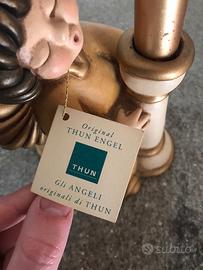 Original
THUN ENGEL
THUN
Gli ANGELI
originali di THUN
subito